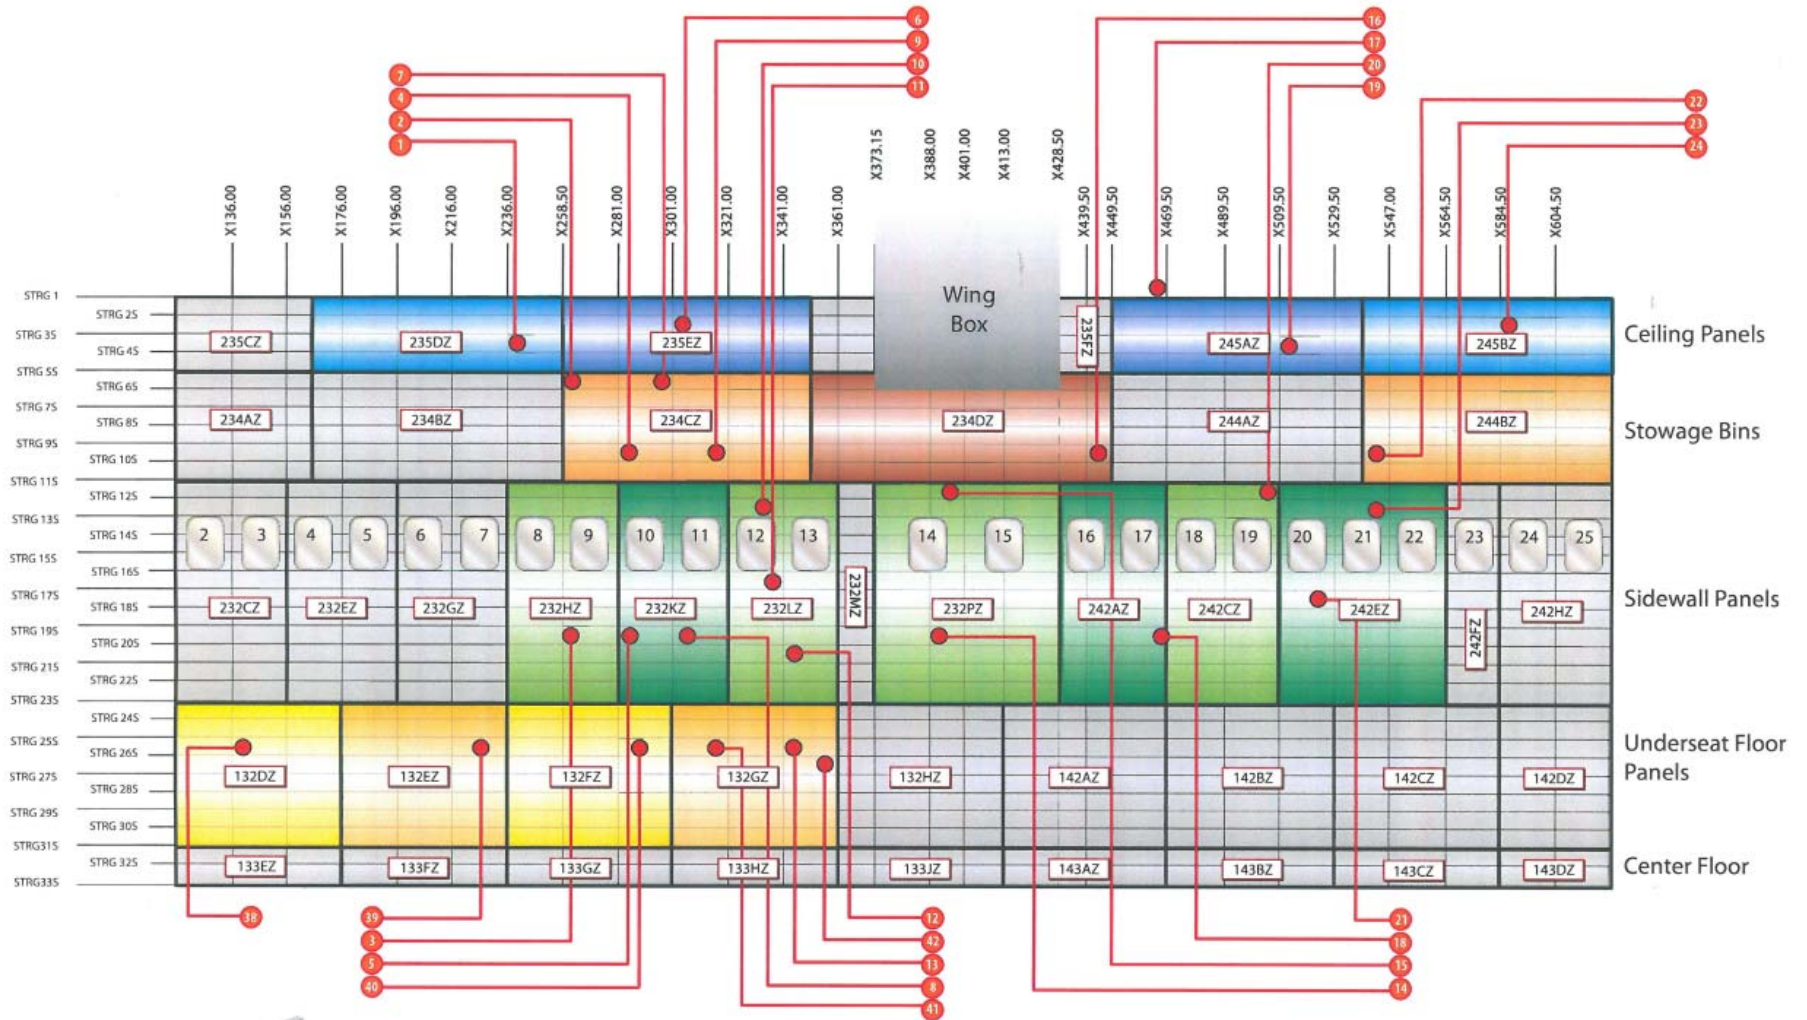 6
9
10
11
16
17
20
19
7
4
2
1
22
23
24
X136.00
X156.00
X176.00
X196.00
X216.00
X236.00
X258.50
X281.00
X301.00
X321.00
X341.00
X361.00
X373.15
X388.00
X401.00
X413.00
X428.50
X439.50
X449.50
X469.50
X489.50
X509.50
X529.50
X547.00
X564.50
X584.50
X604.50
Wing
Box
STRG 1
STRG 2S
STRG 3S
STRG 4S
STRG 5S
STRG 6S
STRG 7S
STRG 8S
STRG 9S
STRG 10S
STRG 11S
STRG 12S
STRG 13S
STRG 14S
STRG 15S
STRG 16S
STRG 17S
STRG 18S
STRG 19S
STRG 20S
STRG 21S
STRG 22S
STRG 23S
STRG 24S
STRG 25S
STRG 26S
STRG 27S
STRG 28S
STRG 29S
STRG 30S
STRG31S
STRG 32S
STRG33S
235CZ 235DZ 235EZ 235FZ 245AZ 245BZ
Ceiling Panels
234AZ 234BZ 234CZ 234DZ 244AZ 244BZ
Stowage Bins
2 3 4 5 6 7 8 9 10 11 12 13 14 15 16 17 18 19 20 21 22 23 24 25
232CZ 232EZ 232GZ 232HZ 232KZ 232LZ 232MZ 232PZ 242AZ 242CZ 242EZ 242FZ 242HZ
Sidewall Panels
132DZ 132EZ 132FZ 132GZ 132HZ 142AZ 142BZ 142CZ 142DZ
Underseat Floor
Panels
133EZ 133FZ 133GZ 133HZ 133JZ 143AZ 143BZ 143CZ 143DZ
Center Floor
38
39
3
5
40
12
42
13
8
41
21
18
15
14